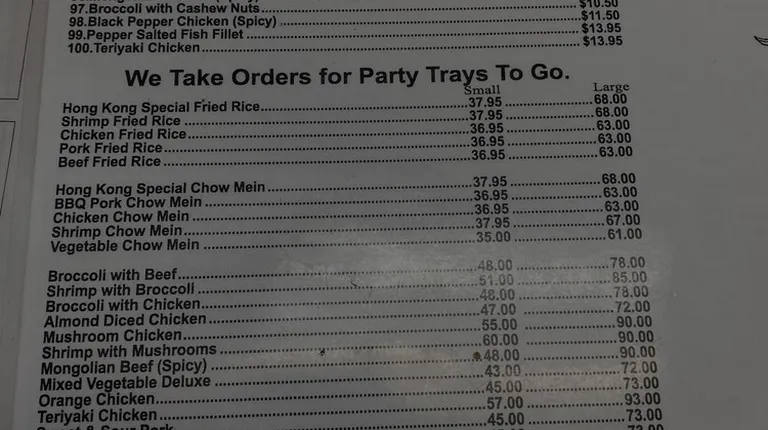 97.Broccoli with Cashew Nuts $10.50
98.Black Pepper Chicken (Spicy) $11.50
99.Pepper Salted Fish Fillet $13.95
100.Teriyaki Chicken $13.95
We Take Orders for Party Trays To Go.
Small Large
Hong Kong Special Fried Rice 37.95 68.00
Shrimp Fried Rice 37.95 68.00
Chicken Fried Rice 36.95 63.00
Pork Fried Rice 36.95 63.00
Beef Fried Rice 36.95 63.00
Hong Kong Special Chow Mein 37.95 68.00
BBQ Pork Chow Mein 36.95 63.00
Chicken Chow Mein 36.95 63.00
Shrimp Chow Mein 37.95 67.00
Vegetable Chow Mein 35.00 61.00
Broccoli with Beef 48.00 78.00
Shrimp with Broccoli 51.00 85.00
Broccoli with Chicken 48.00 78.00
Almond Diced Chicken 47.00 72.00
Mushroom Chicken 55.00 90.00
Shrimp with Mushrooms 60.00 90.00
Mongolian Beef (Spicy) 48.00 90.00
Mixed Vegetable Deluxe 43.00 72.00
Orange Chicken 45.00 73.00
Teriyaki Chicken 57.00 93.00
Sweet & Sour Pork 45.00 73.00